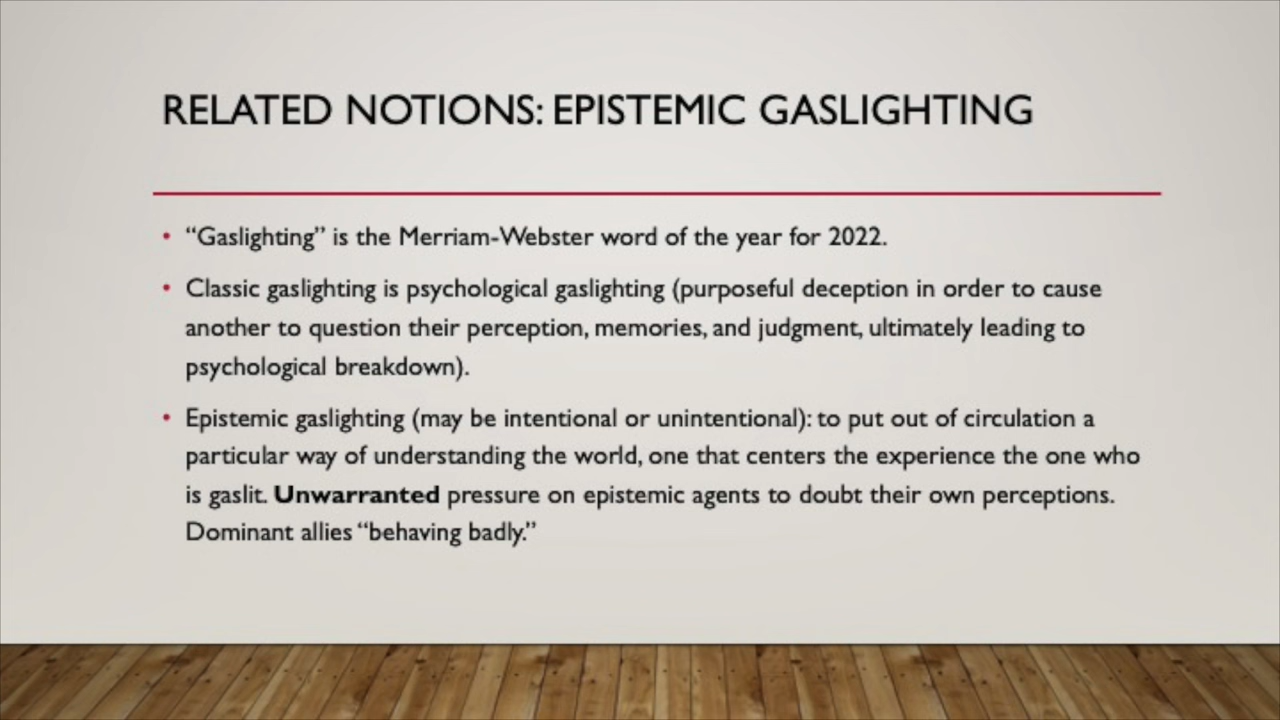 RELATED NOTIONS: EPISTEMIC GASLIGHTING
• “Gaslighting” is the Merriam-Webster word of the year for 2022.
• Classic gaslighting is psychological gaslighting (purposeful deception in order to cause
another to question their perception, memories, and judgment, ultimately leading to
psychological breakdown).
• Epistemic gaslighting (may be intentional or unintentional): to put out of circulation a
particular way of understanding the world, one that centers the experience the one who
is gaslit. Unwarranted pressure on epistemic agents to doubt their own perceptions.
Dominant allies “behaving badly.”